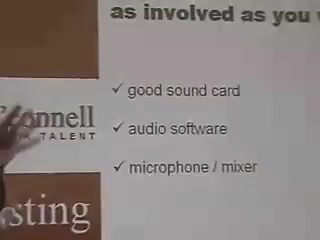 as involved as you
✓ good sound card
✓ audio software
✓ microphone / mixer
connell
TALENT
sting